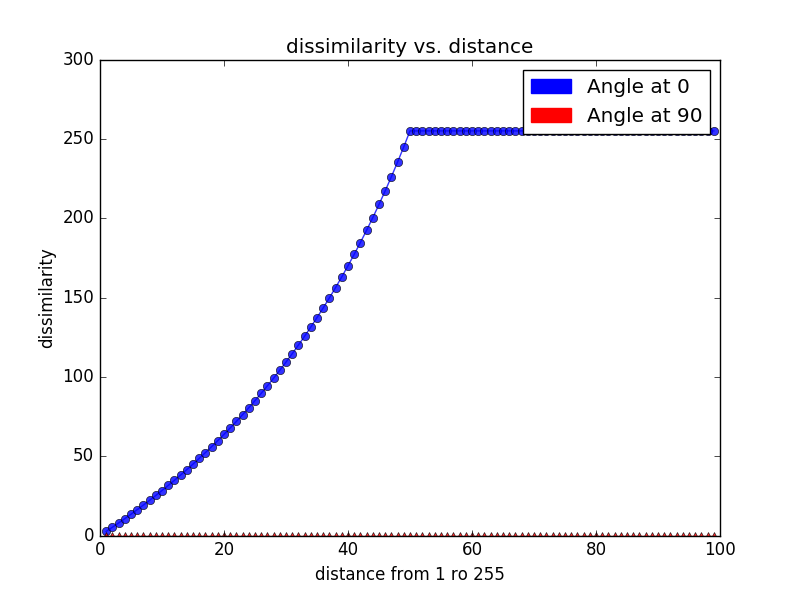 dissimilarity vs. distance
300
250
200
150
100
50
0
dissimilarity
Angle at 0
Angle at 90
0 20 40 60 80 100
distance from 1 ro 255